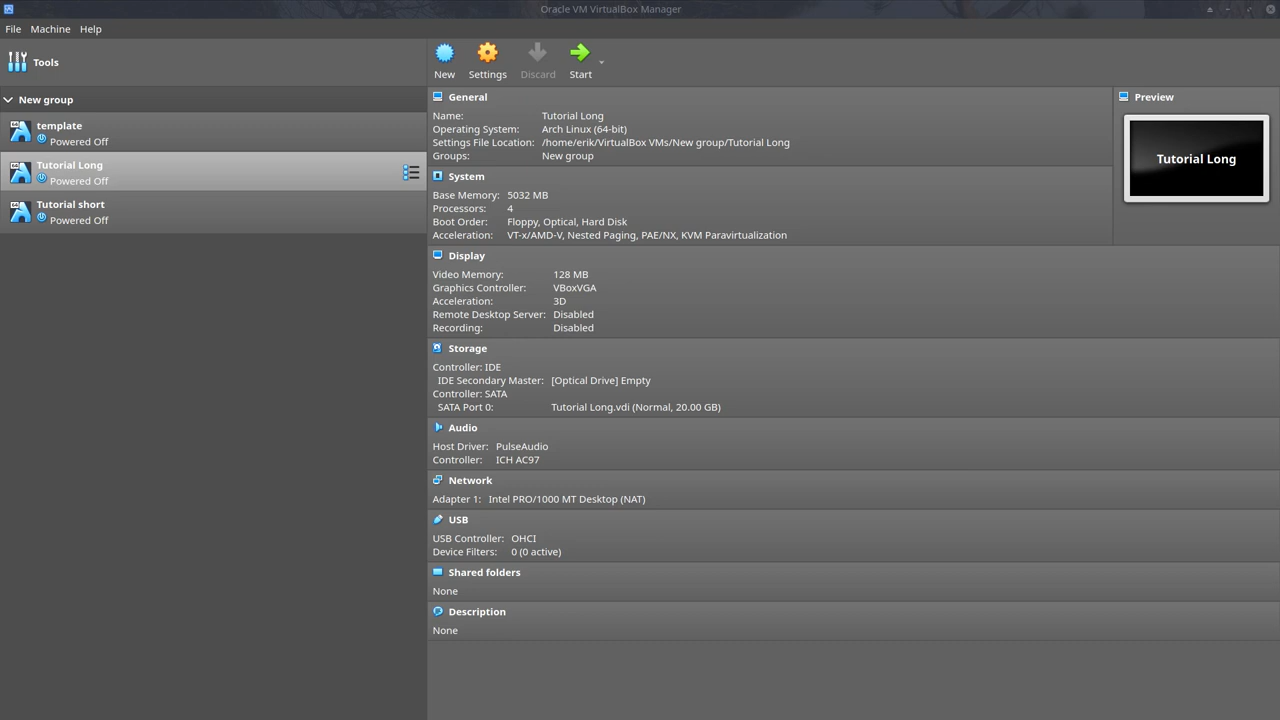 Oracle VM VirtualBox Manager
File Machine Help
Tools
New Settings Discard Start
New group
template
Powered Off
Tutorial Long
Powered Off
Tutorial short
Powered Off
General
Name: Tutorial Long
Operating System: Arch Linux (64-bit)
Settings File Location: /home/erik/VirtualBox VMs/New group/Tutorial Long
Groups: New group
Preview
Tutorial Long
System
Base Memory: 5032 MB
Processors: 4
Boot Order: Floppy, Optical, Hard Disk
Acceleration: VT-x/AMD-V, Nested Paging, PAE/NX, KVM Paravirtualization
Display
Video Memory: 128 MB
Graphics Controller: VBoxVGA
Acceleration: 3D
Remote Desktop Server: Disabled
Recording: Disabled
Storage
Controller: IDE
IDE Secondary Master: [Optical Drive] Empty
Controller: SATA
SATA Port 0: Tutorial Long.vdi (Normal, 20.00 GB)
Audio
Host Driver: PulseAudio
Controller: ICH AC97
Network
Adapter 1: Intel PRO/1000 MT Desktop (NAT)
USB
USB Controller: OHCI
Device Filters: 0 (0 active)
Shared folders
None
Description
None